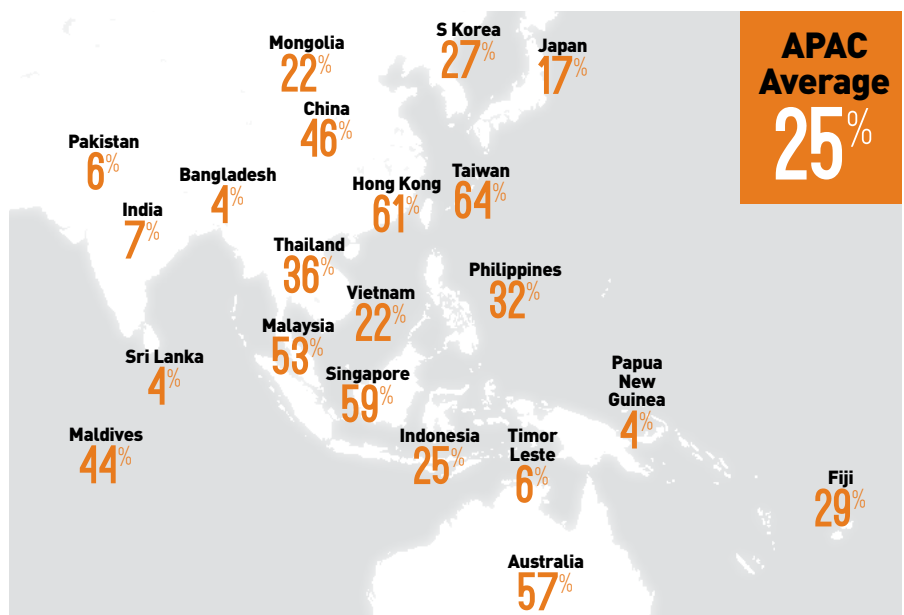 S Korea
27%
Japan
17%
APAC
Average
25%
Mongolia
22%
China
46%
Pakistan
6%
Bangladesh
4%
Hong Kong
61%
Taiwan
64%
India
7%
Thailand
36%
Philippines
32%
Vietnam
22%
Malaysia
53%
Sri Lanka
4%
Singapore
59%
Papua
New
Guinea
4%
Maldives
44%
Indonesia
25%
Timor
Leste
6%
Fiji
29%
Australia
57%